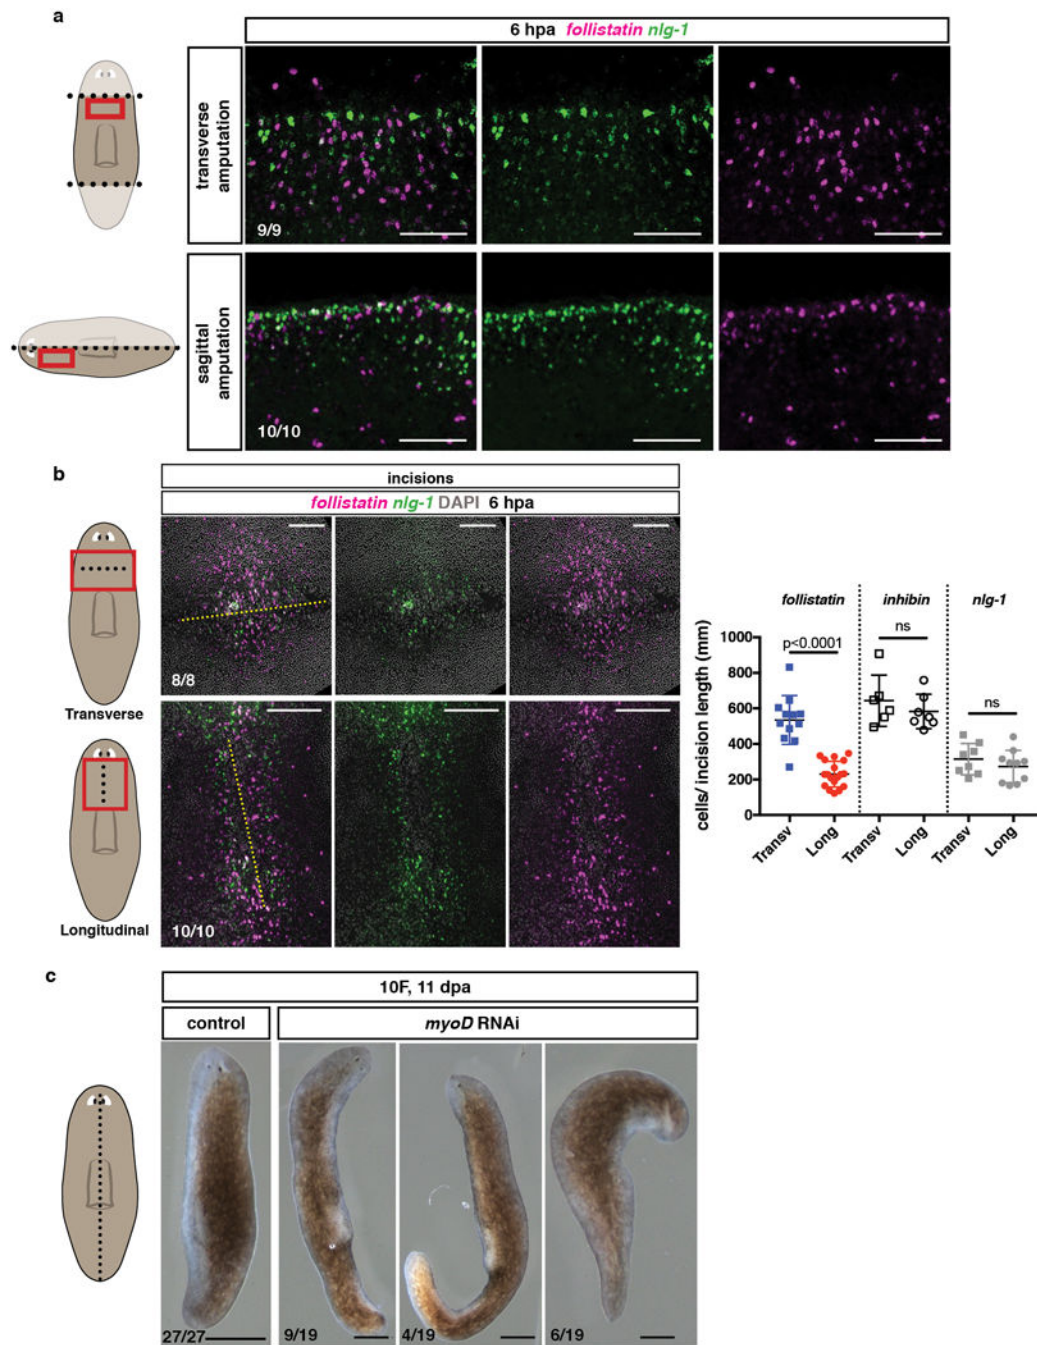 a
6 hpa follistatin nlg-1
transverse amputation
9/9
sagittal amputation
10/10
b
incisions
follistatin nlg-1 DAPI 6 hpa
Transverse
8/8
Longitudinal
10/10
follistatin inhibin nlg-1
p<0.0001 ns ns
cells/ incision length (mm)
1000
800
600
400
200
0
Transv Long Transv Long Transv Long
c
10F, 11 dpa
control myoD RNAi
27/27 9/19 4/19 6/19